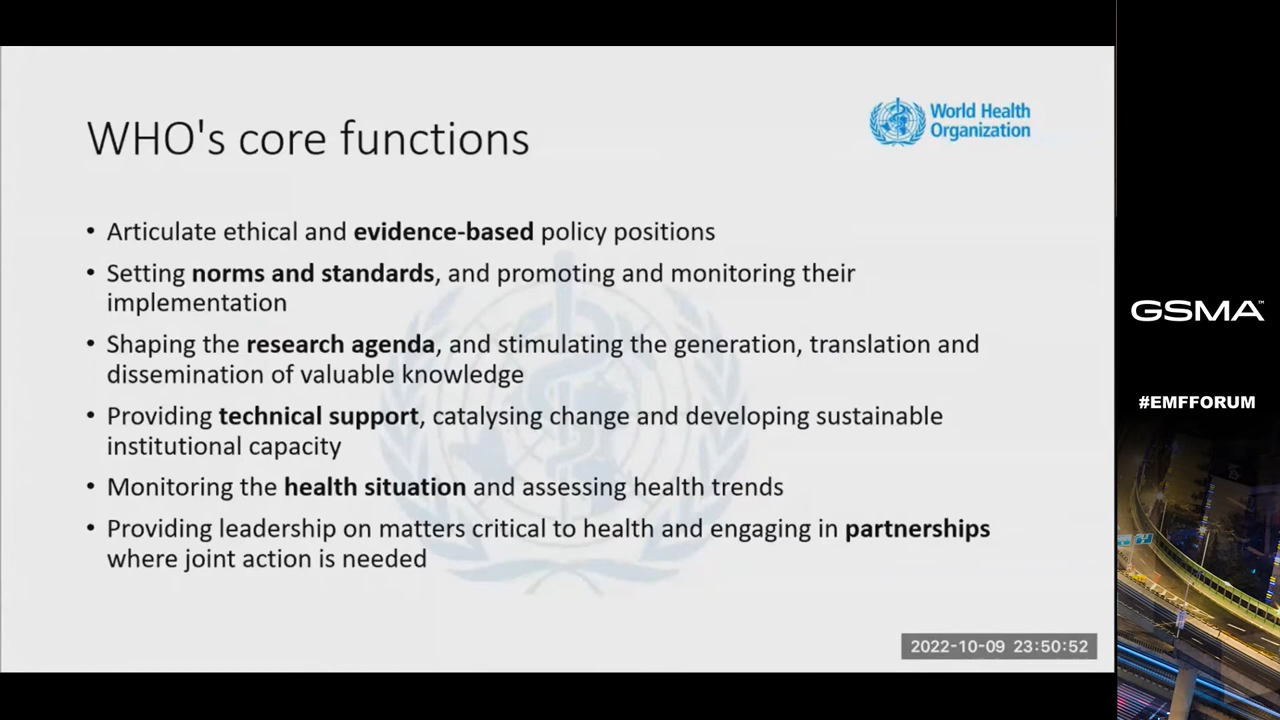 WHO's core functions
World Health
Organization
• Articulate ethical and evidence-based policy positions
• Setting norms and standards, and promoting and monitoring their
implementation
• Shaping the research agenda, and stimulating the generation, translation and
dissemination of valuable knowledge
• Providing technical support, catalysing change and developing sustainable
institutional capacity
• Monitoring the health situation and assessing health trends
• Providing leadership on matters critical to health and engaging in partnerships
where joint action is needed
2022-10-09 23:50:52
GSMA™
#EMFFORUM